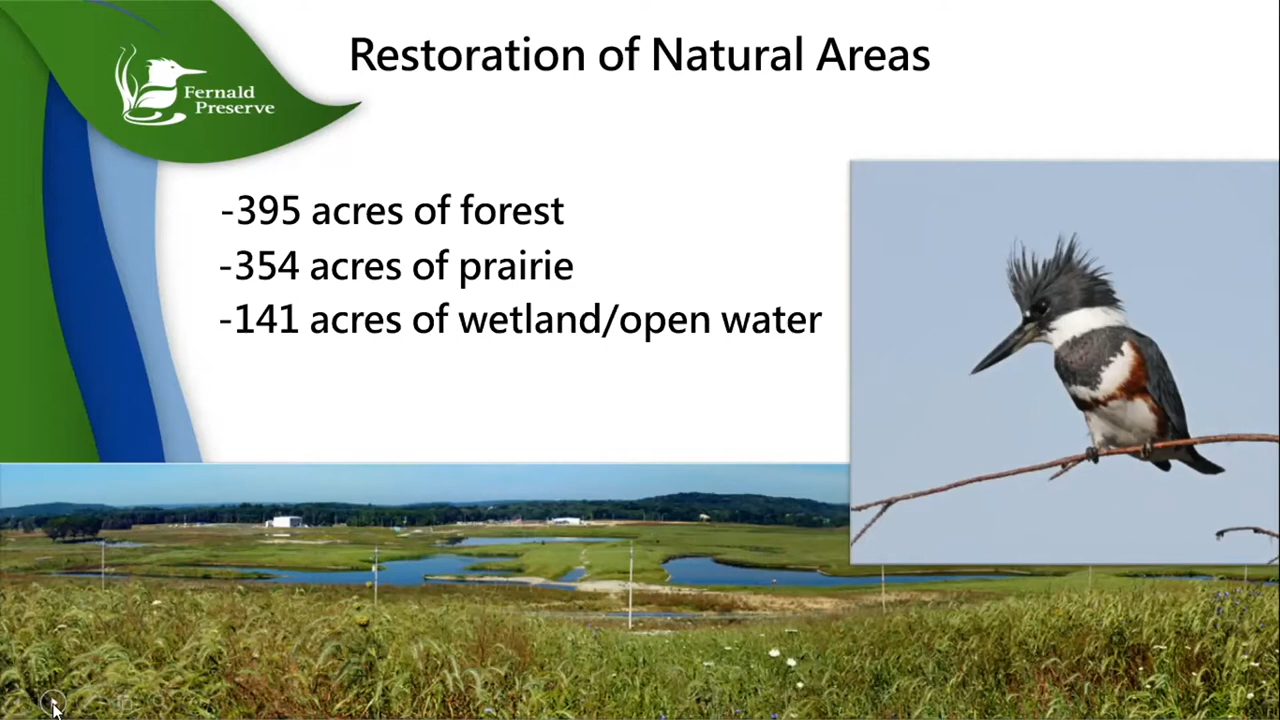 Restoration of Natural Areas
Fernald
Preserve
-395 acres of forest
-354 acres of prairie
-141 acres of wetland/open water